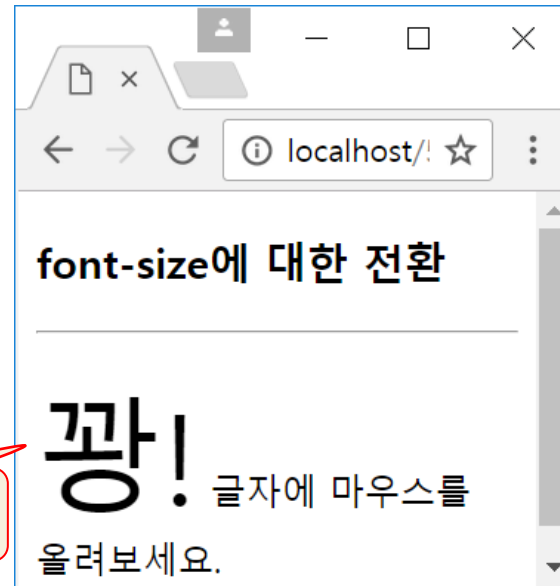 localhost/
font-size에 대한 전환
꽝! 글자에 마우스를
올려보세요.